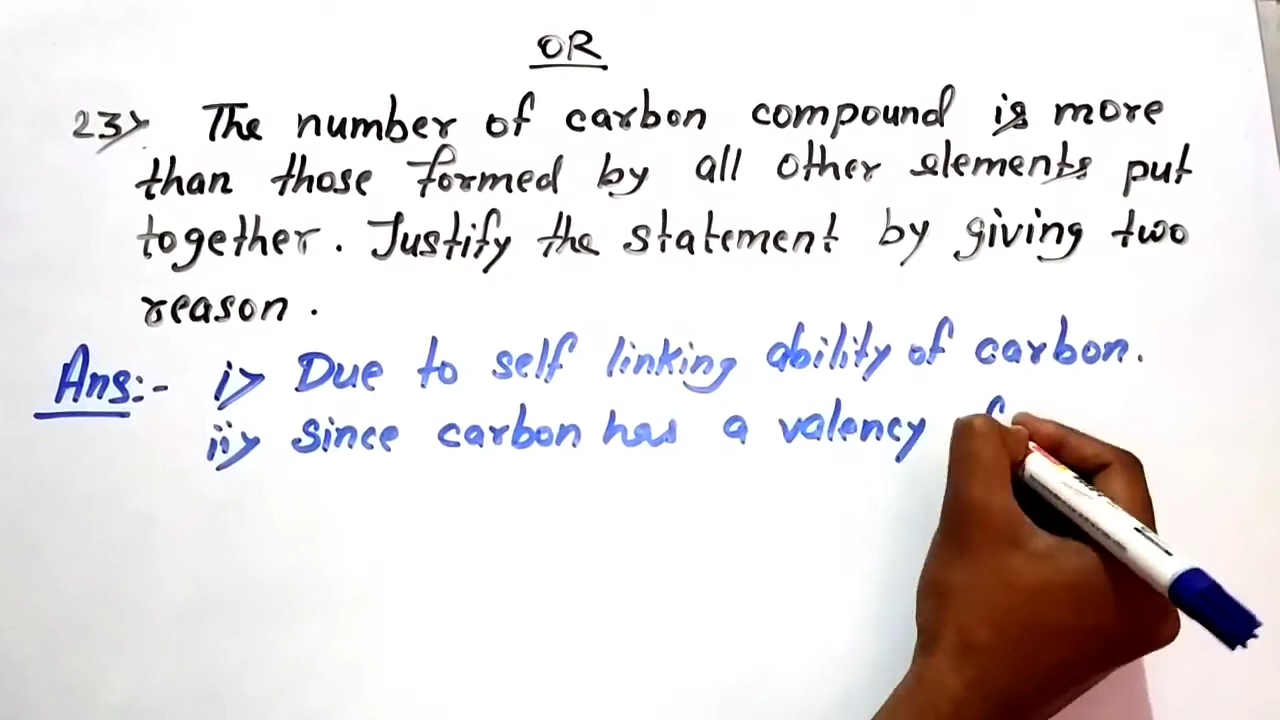 OR
23> The number of carbon compound is more
than those formed by all other elements put
together. Justify the statement by giving two
reason.
Ans:- i> Due to self linking ability of carbon.
ii> since carbon has a valency